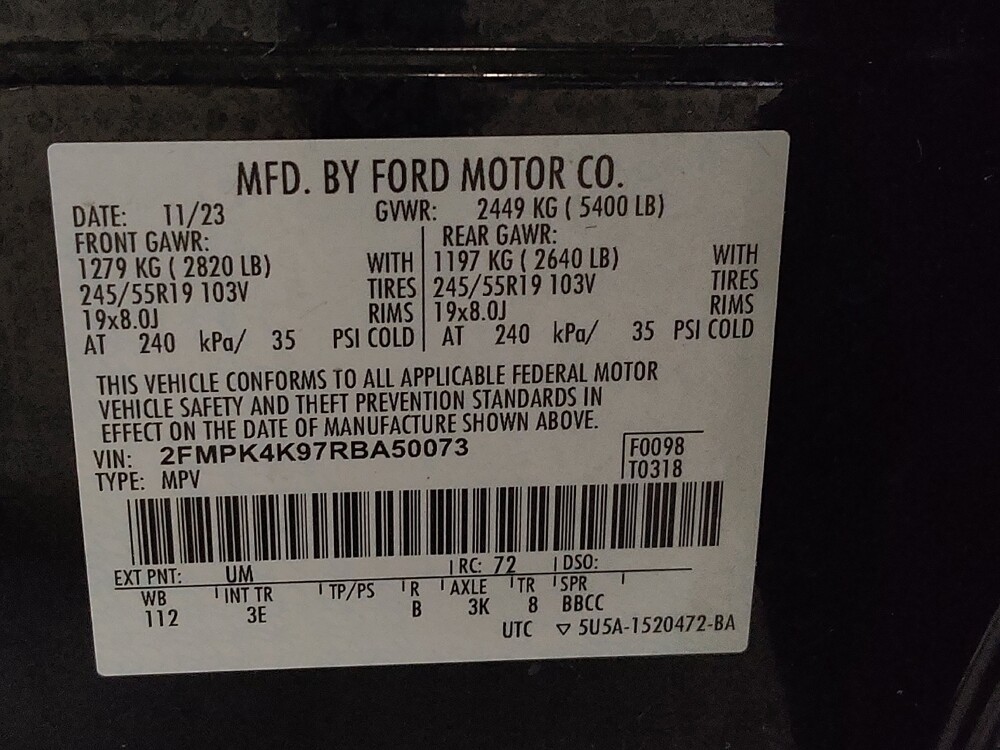 MFD. BY FORD MOTOR CO.
DATE: 11/23 GVWR: 2449 KG ( 5400 LB)
FRONT GAWR: REAR GAWR:
1279 KG ( 2820 LB) WITH 1197 KG ( 2640 LB) WITH
245/55R19 103V TIRES 245/55R19 103V TIRES
19x8.0J RIMS 19x8.0J RIMS
AT 240 kPa/ 35 PSI COLD AT 240 kPa/ 35 PSI COLD
THIS VEHICLE CONFORMS TO ALL APPLICABLE FEDERAL MOTOR
VEHICLE SAFETY AND THEFT PREVENTION STANDARDS IN
EFFECT ON THE DATE OF MANUFACTURE SHOWN ABOVE.
VIN: 2FMPK4K97RBA50073 F0098
TYPE: MPV T0318
EXT PNT: UM RC: 72 DSO:
WB INT TR TP/PS R AXLE TR SPR
112 3E B 3K 8 BBCC
UTC ▽ 5U5A-1520472-BA